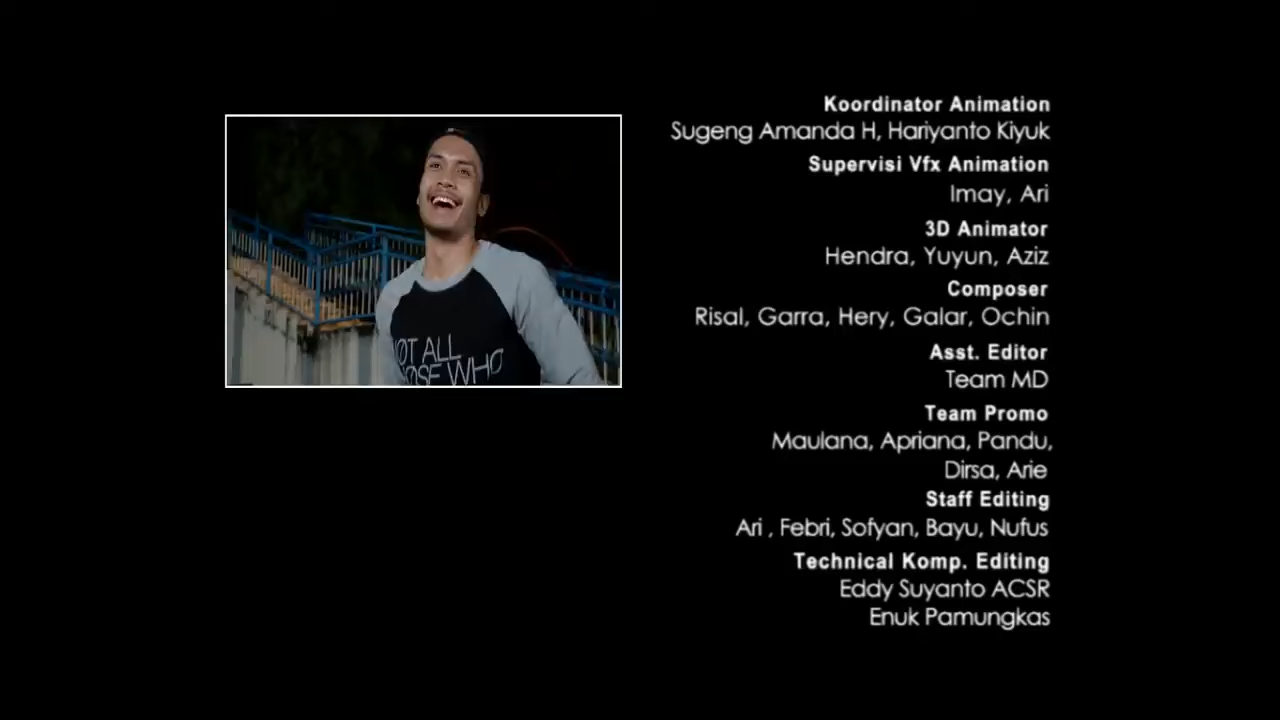 NOT ALL
WHO
Koordinator Animation
Sugeng Amanda H, Hariyanto Kiyuk
Supervisi Vfx Animation
Imay, Ari
3D Animator
Hendra, Yuyun, Aziz
Composer
Risal, Garra, Hery, Galar, Ochin
Asst. Editor
Team MD
Team Promo
Maulana, Apriana, Pandu,
Dirsa, Arie
Staff Editing
Ari , Febri, Sofyan, Bayu, Nufus
Technical Komp. Editing
Eddy Suyanto ACSR
Enuk Pamungkas